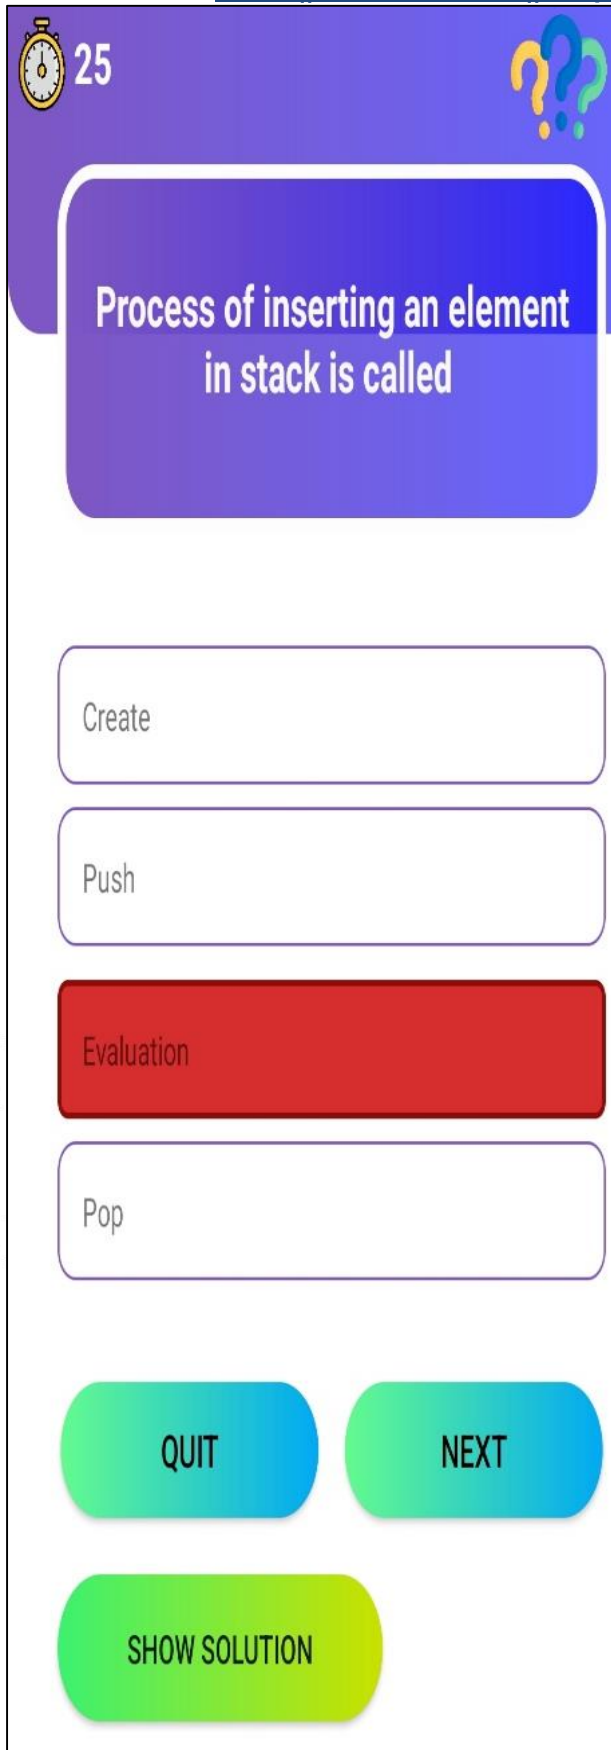 25
Process of inserting an element
in stack is called
Create
Push
Evaluation
Pop
QUIT
NEXT
SHOW SOLUTION